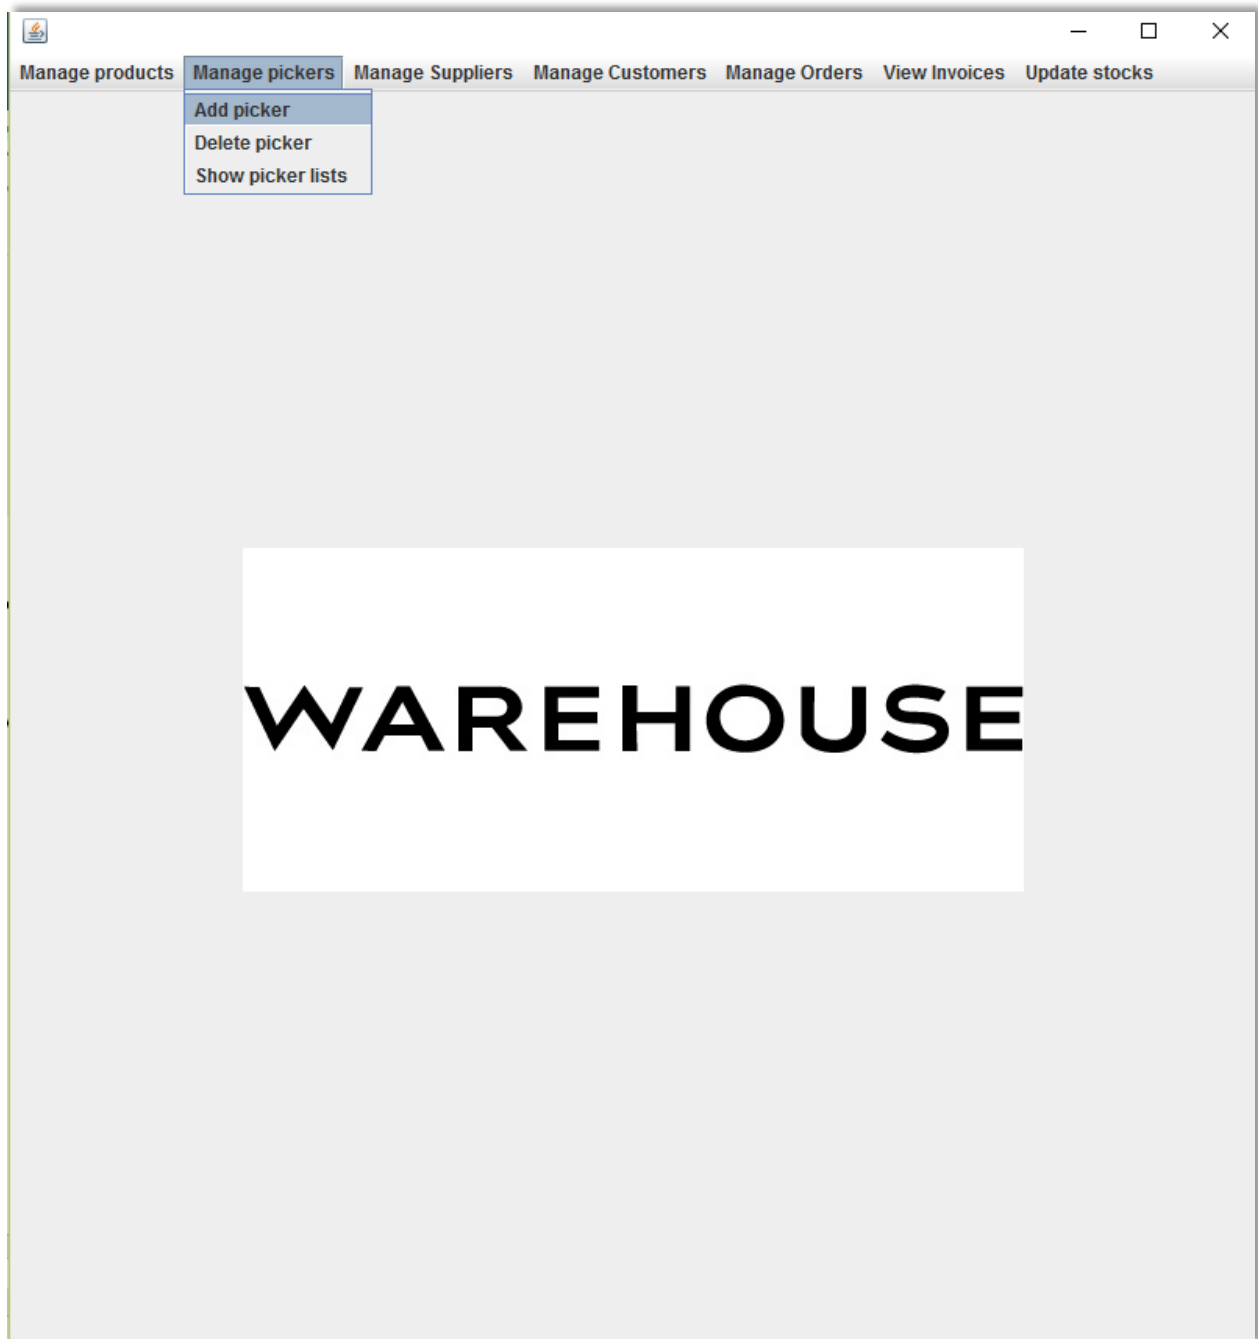 Manage products Manage pickers Manage Suppliers Manage Customers Manage Orders View Invoices Update stocks
Add picker
Delete picker
Show picker lists
WAREHOUSE